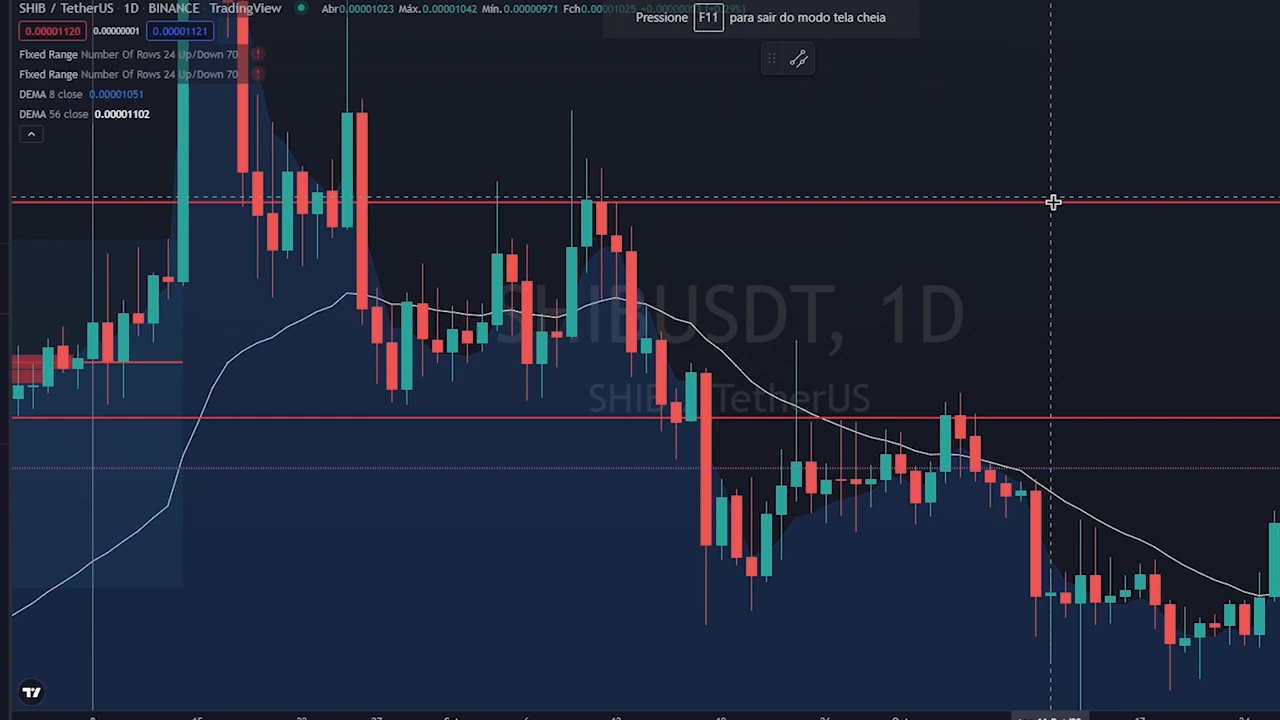 SHIB / TetherUS · 1D · BINANCE · TradingView Abr0.00001023 Máx.0.00001042 Mín.0.00000971 Fch0.00001025
Pressione F11 para sair do modo tela cheia
0.00001120 0.00000001 0.00001121
Fixed Range Number Of Rows 24 Up/Down 70
Fixed Range Number Of Rows 24 Up/Down 70
DEMA 8 close 0.00001051
DEMA 56 close 0.00001102
SHIBUSDT, 1D
SHIB / TetherUS